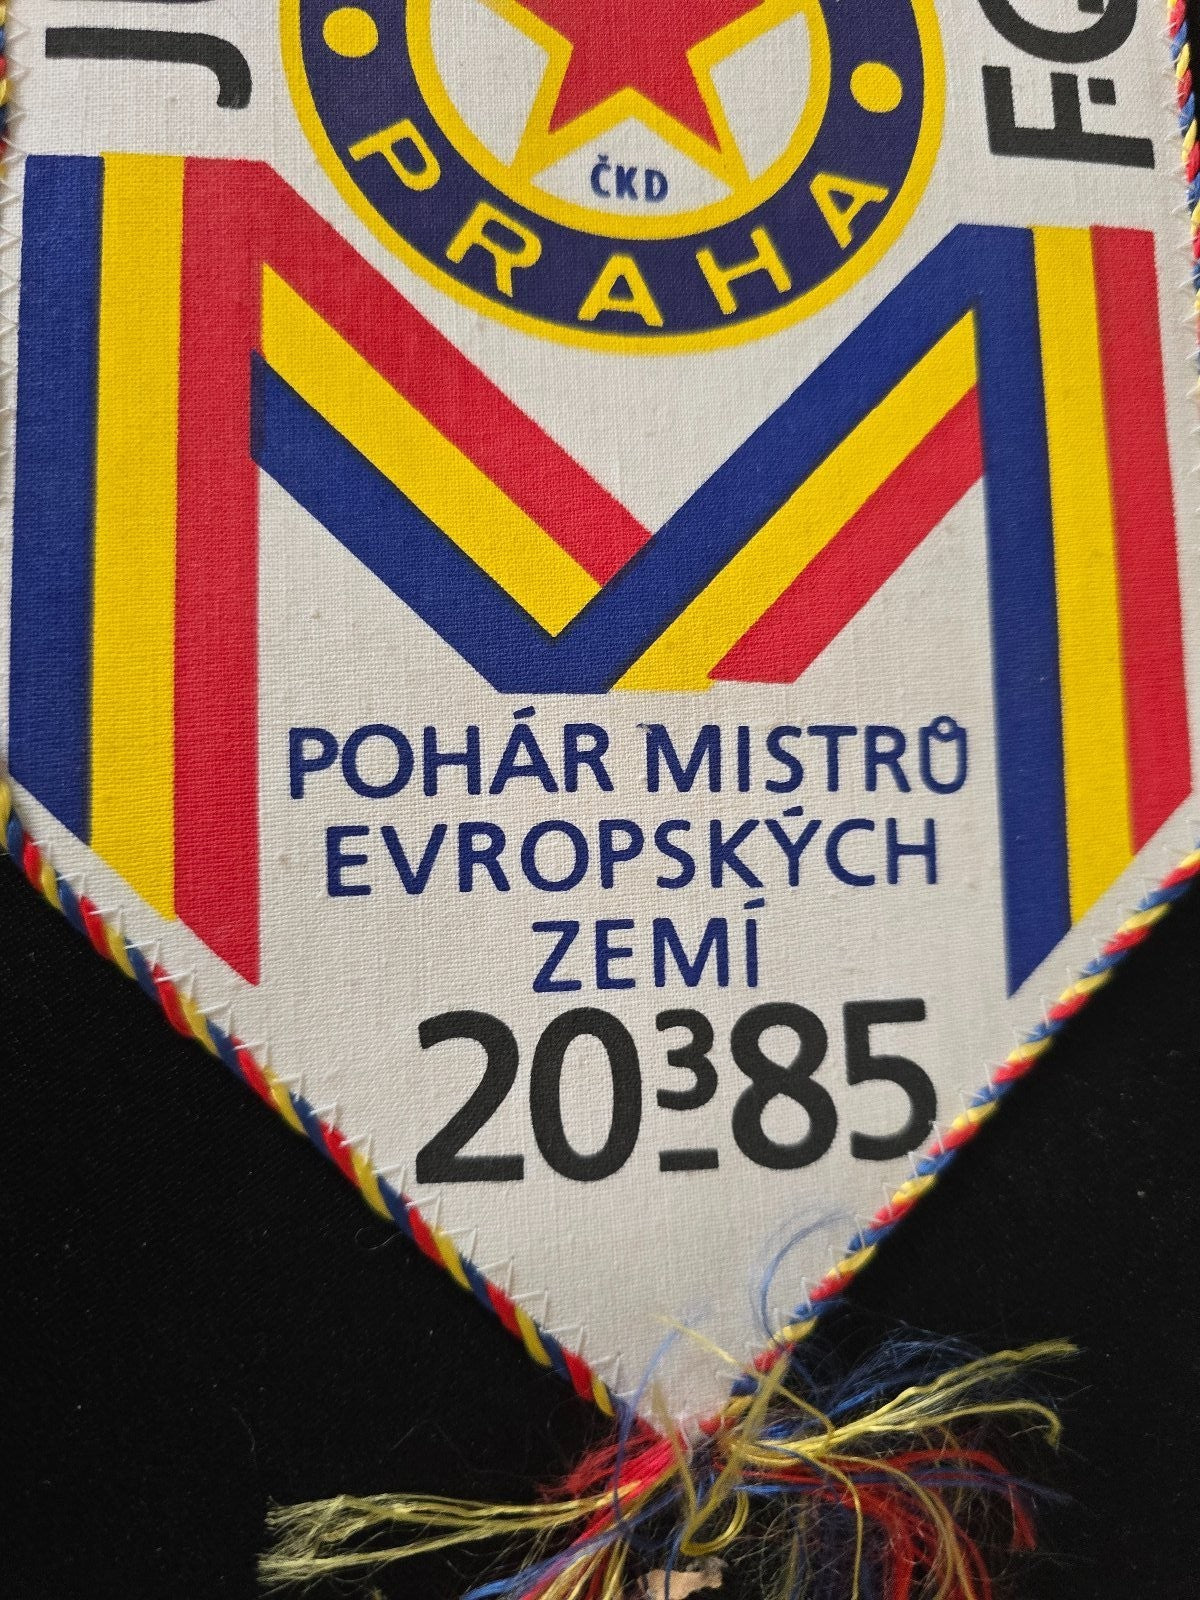 ČKD
PRAHA
POHÁR MISTRŮ
EVROPSKÝCH
ZEMÍ
20 3 85